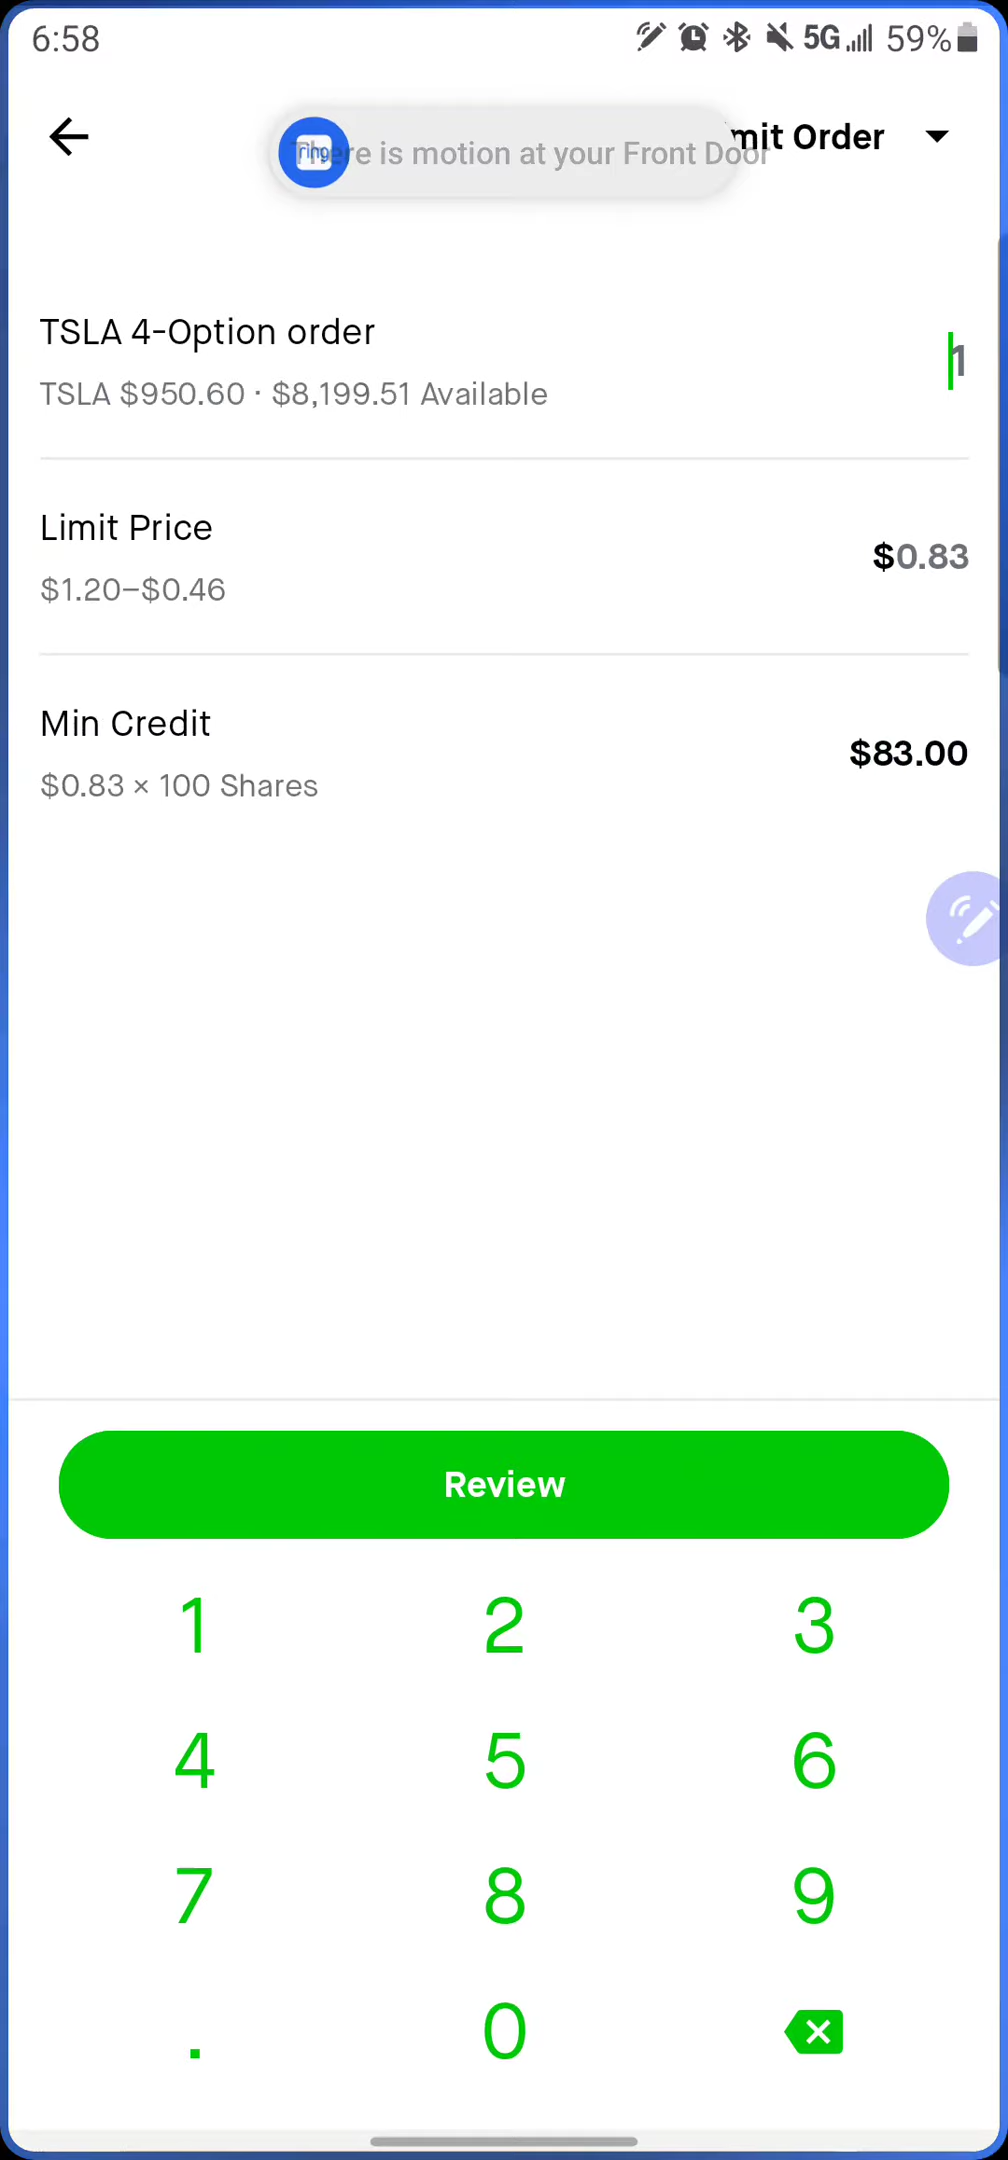 6:58
5G 59%
ring
There is motion at your Front Door
mit Order
TSLA 4-Option order
1
TSLA $950.60 · $8,199.51 Available
Limit Price
$0.83
$1.20–$0.46
Min Credit
$83.00
$0.83 × 100 Shares
Review
1 2 3
4 5 6
7 8 9
. 0